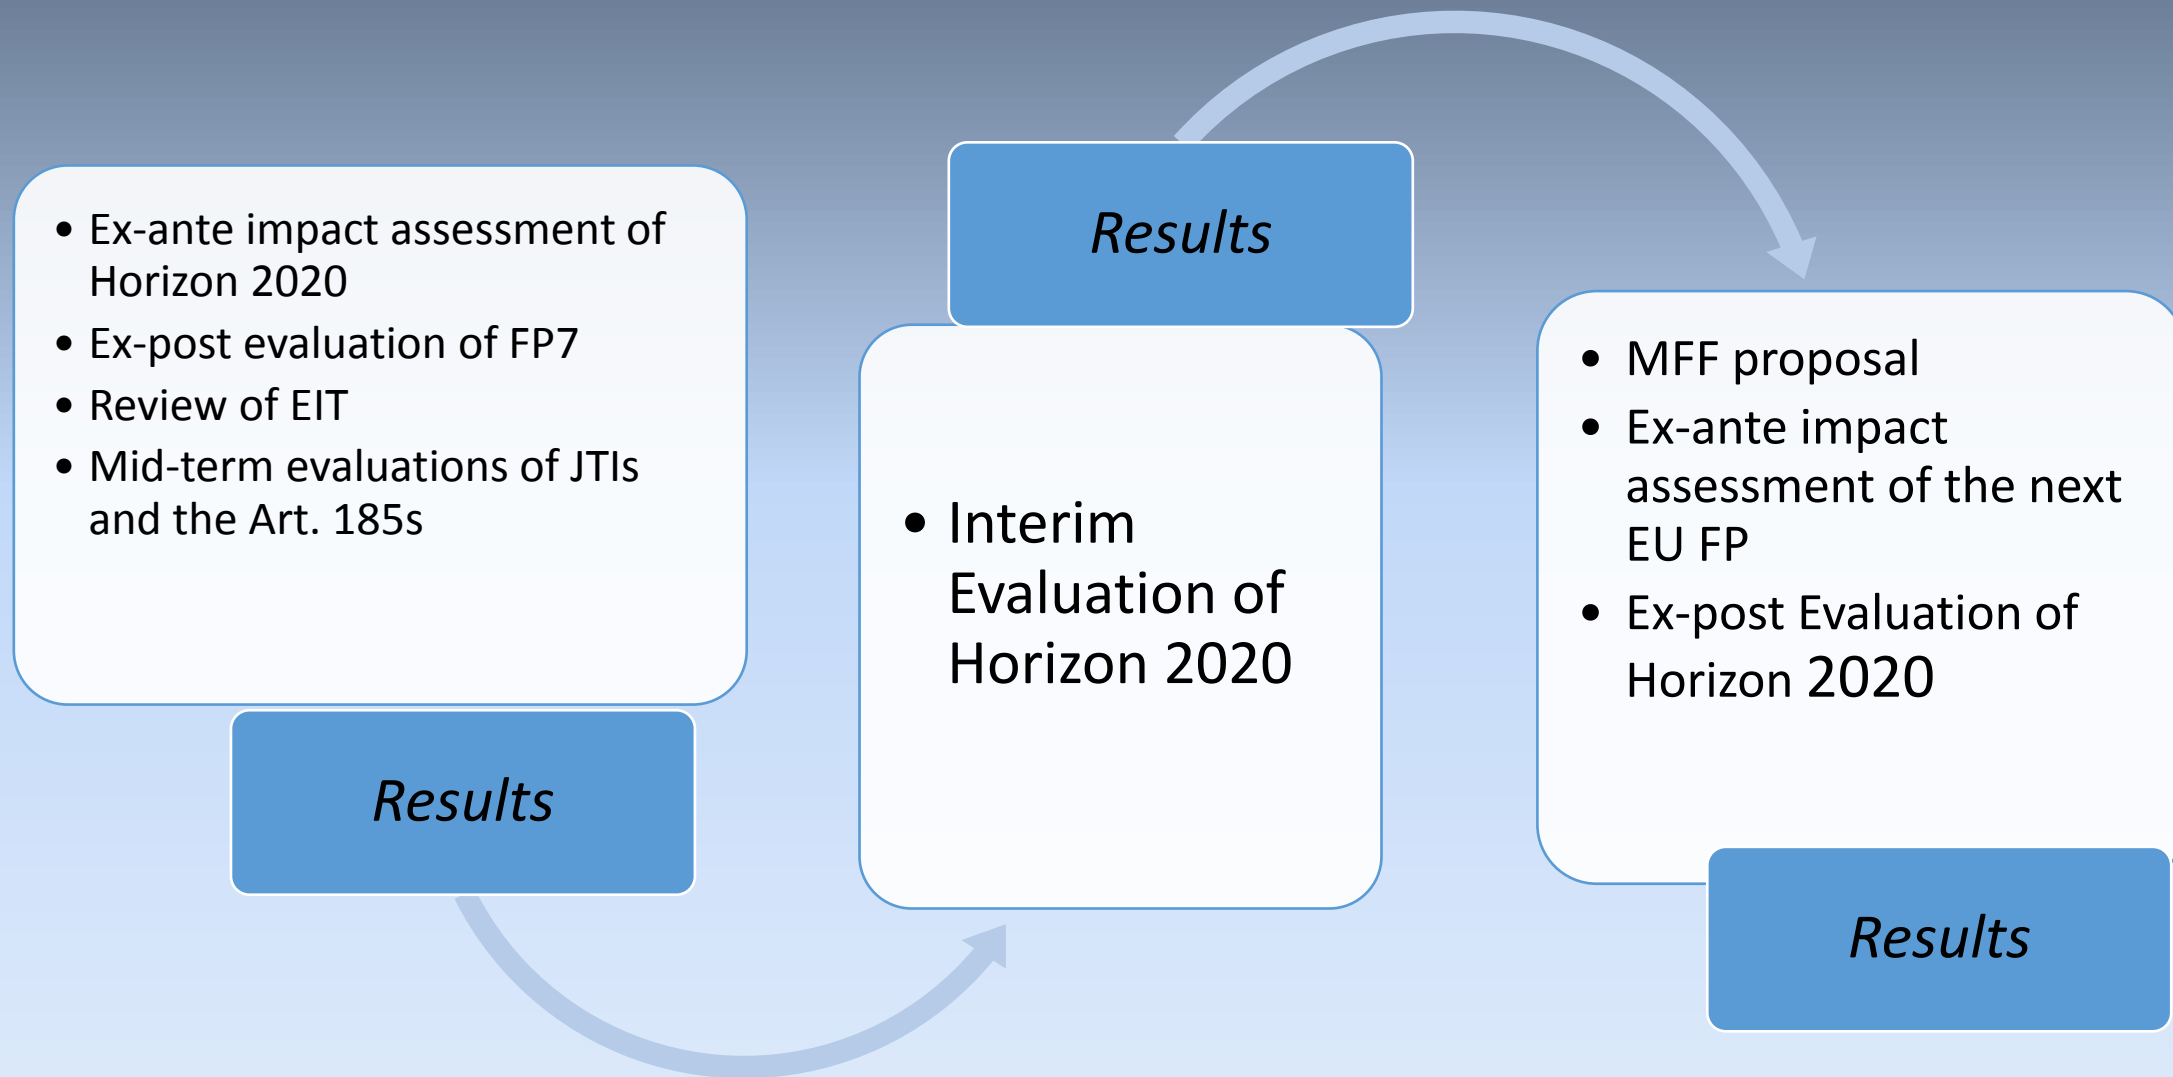 • Ex-ante impact assessment of
Horizon 2020
• Ex-post evaluation of FP7
• Review of EIT
• Mid-term evaluations of JTIs
and the Art. 185s
Results
Results
• Interim
Evaluation of
Horizon 2020
• MFF proposal
• Ex-ante impact
assessment of the next
EU FP
• Ex-post Evaluation of
Horizon 2020
Results